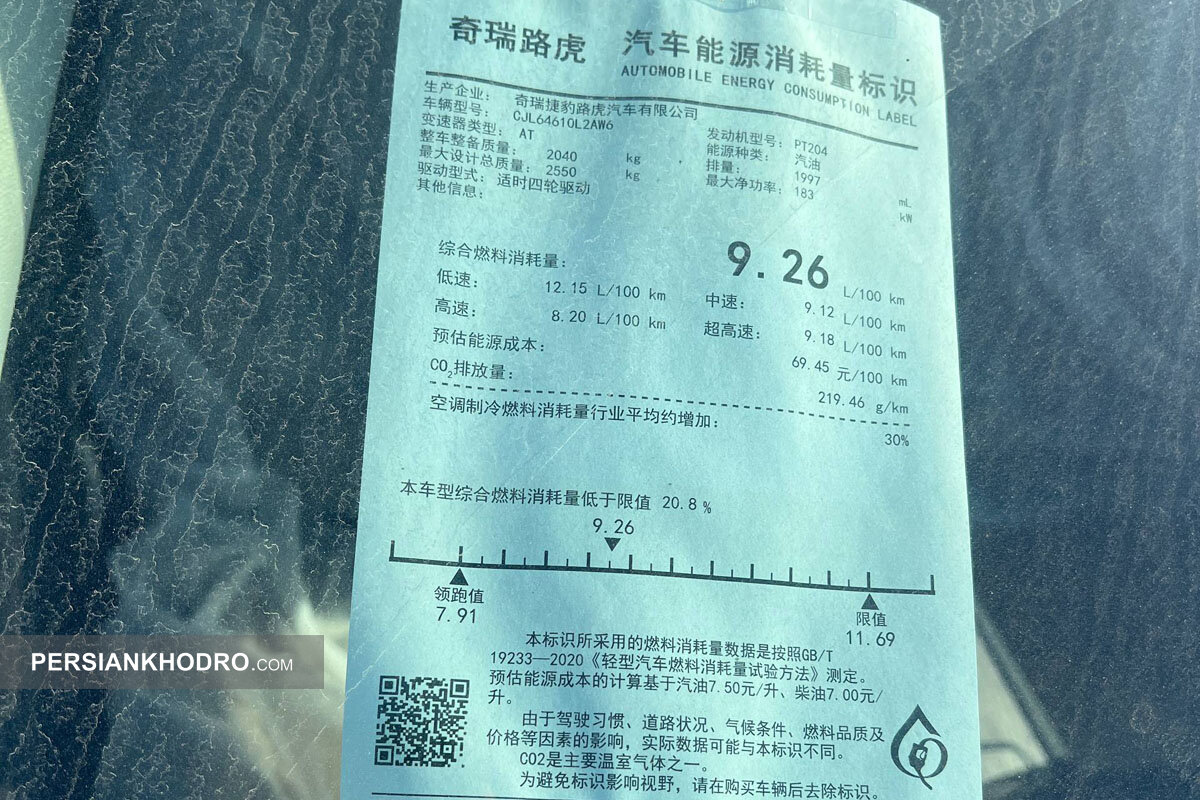 奇瑞路虎 汽车能源消耗量标识
AUTOMOBILE ENERGY CONSUMPTION LABEL
生产企业: 奇瑞捷豹路虎汽车有限公司
车辆型号: CJL6461OL2AW6
变速器类型: AT 发动机型号: PT204
整车整备质量: 2040 kg 能源种类: 汽油
最大设计总质量: 2550 kg 排量: 1997 mL
驱动型式: 适时四轮驱动 最大净功率: 183 kW
其他信息:
综合燃料消耗量: 9.26 L/100 km
低速: 12.15 L/100 km 中速: 9.12 L/100 km
高速: 8.20 L/100 km 超高速: 9.18 L/100 km
预估能源成本: 69.45 元/100 km
CO₂排放量: 219.46 g/km
空调制冷燃料消耗量行业平均约增加: 30%
本车型综合燃料消耗量低于限值 20.8 %
9.26
领跑值 限值
7.91 11.69
本标识所采用的燃料消耗量数据是按照GB/T
19233—2020《轻型汽车燃料消耗量试验方法》测定。
预估能源成本的计算基于汽油7.50元/升、柴油7.00元/
升。
由于驾驶习惯、道路状况、气候条件、燃料品质及
价格等因素的影响,实际数据可能与本标识不同。
CO2是主要温室气体之一。
为避免标识影响视野,请在购买车辆后去除标识。
PERSIANKHODRO.COM